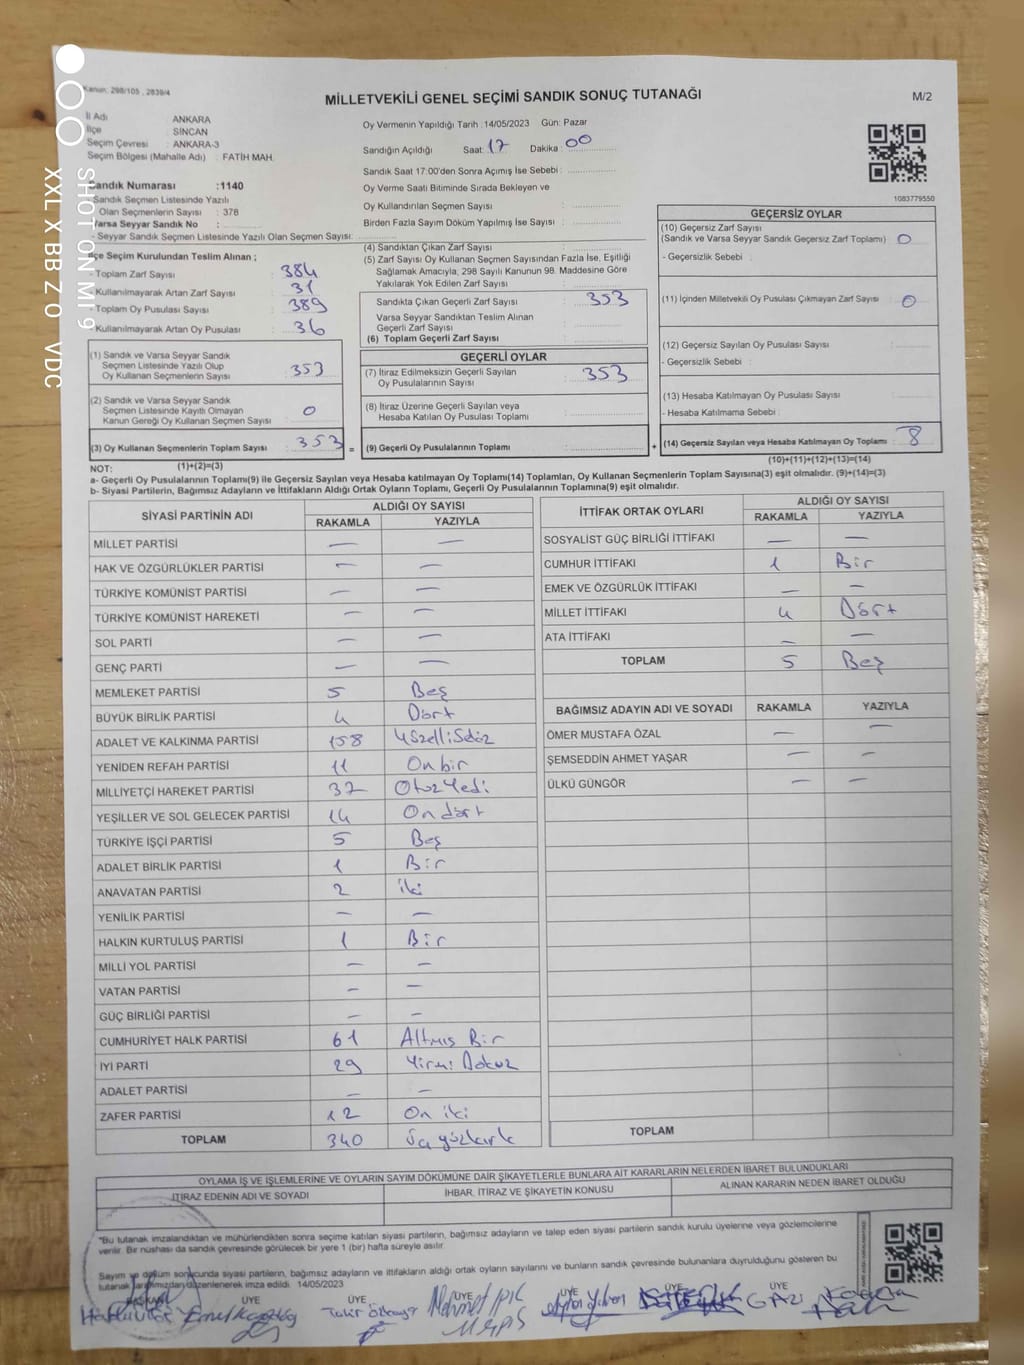 Kanun: 298/105 , 2839/4
MİLLETVEKİLİ GENEL SEÇİMİ SANDIK SONUÇ TUTANAĞI
M/2
İl Adı ANKARA
İlçe : SİNCAN
Seçim Çevresi : ANKARA-3
Seçim Bölgesi (Mahalle Adı) : FATİH MAH.
Oy Vermenin Yapıldığı Tarih :14/05/2023 Gün: Pazar
Sandığın Açıldığı Saat: 17 Dakika : 00
Sandık Saat 17:00'den Sonra Açımış İse Sebebi :
Oy Verme Saati Bitiminde Sırada Bekleyen ve
Oy Kullandırılan Seçmen Sayısı :
Birden Fazla Sayım Döküm Yapılmış İse Sayısı :
Sandık Numarası :1140
- Sandık Seçmen Listesinde Yazılı
Olan Seçmenlerin Sayısı : 378
Varsa Seyyar Sandık No :
- Seyyar Sandık Seçmen Listesinde Yazılı Olan Seçmen Sayısı:
1083779550
İlçe Seçim Kurulundan Teslim Alınan ;
- Toplam Zarf Sayısı : 384
- Kullanılmayarak Artan Zarf Sayısı : 31
- Toplam Oy Pusulası Sayısı : 389
- Kullanılmayarak Artan Oy Pusulası : 36
(1) Sandık ve Varsa Seyyar Sandık
Seçmen Listesinde Yazılı Olup
Oy Kullanan Seçmenlerin Sayısı : 353
(2) Sandık ve Varsa Seyyar Sandık
Seçmen Listesinde Kayıtlı Olmayan
Kanun Gereği Oy Kullanan Seçmen Sayısı : 0
(3) Oy Kullanan Seçmenlerin Toplam Sayısı : 353 =
(1)+(2)=(3)
(4) Sandıktan Çıkan Zarf Sayısı :
(5) Zarf Sayısı Oy Kullanan Seçmen Sayısından Fazla İse, Eşitliği
Sağlamak Amacıyla, 298 Sayılı Kanunun 98. Maddesine Göre
Yakılarak Yok Edilen Zarf Sayısı :
Sandıkta Çıkan Geçerli Zarf Sayısı : 353
Varsa Seyyar Sandıktan Teslim Alınan
Geçerli Zarf Sayısı :
(6) Toplam Geçerli Zarf Sayısı :
GEÇERLİ OYLAR
(7) İtiraz Edilmeksizin Geçerli Sayılan
Oy Pusulalarının Sayısı : 353
(8) İtiraz Üzerine Geçerli Sayılan veya
Hesaba Katılan Oy Pusulası Toplamı :
(9) Geçerli Oy Pusulalarının Toplamı : +
GEÇERSİZ OYLAR
(10) Geçersiz Zarf Sayısı
(Sandık ve Varsa Seyyar Sandık Geçersiz Zarf Toplamı) : 0
- Geçersizlik Sebebi :
(11) İçinden Milletvekili Oy Pusulası Çıkmayan Zarf Sayısı : 0
(12) Geçersiz Sayılan Oy Pusulası Sayısı :
- Geçersizlik Sebebi :
(13) Hesaba Katılmayan Oy Pusulası Sayısı :
- Hesaba Katılmama Sebebi :
(14) Geçersiz Sayılan veya Hesaba Katılmayan Oy Toplamı : 8
(10)+(11)+(12)+(13)=(14)
NOT:
a- Geçerli Oy Pusulalarının Toplamı(9) ile Geçersiz Sayılan veya Hesaba katılmayan Oy Toplamı(14) Toplamları, Oy Kullanan Seçmenlerin Toplam Sayısına(3) eşit olmalıdır. (9)+(14)=(3)
b- Siyasi Partilerin, Bağımsız Adayların ve İttifakların Aldığı Ortak Oyların Toplamı, Geçerli Oy Pusulalarının Toplamına(9) eşit olmalıdır.
SİYASİ PARTİNİN ADI ALDIĞI OY SAYISI
RAKAMLA YAZIYLA
MİLLET PARTİSİ — —
HAK VE ÖZGÜRLÜKLER PARTİSİ — —
TÜRKİYE KOMÜNİST PARTİSİ — —
TÜRKİYE KOMÜNİST HAREKETİ — —
SOL PARTİ — —
GENÇ PARTİ — —
MEMLEKET PARTİSİ 5 Beş
BÜYÜK BİRLİK PARTİSİ 4 Dört
ADALET VE KALKINMA PARTİSİ 158 Yüzellisekiz
YENİDEN REFAH PARTİSİ 11 On bir
MİLLİYETÇİ HAREKET PARTİSİ 37 Otuz Yedi
YEŞİLLER VE SOL GELECEK PARTİSİ 14 On dört
TÜRKİYE İŞÇİ PARTİSİ 5 Beş
ADALET BİRLİK PARTİSİ 1 Bir
ANAVATAN PARTİSİ 2 iki
YENİLİK PARTİSİ — —
HALKIN KURTULUŞ PARTİSİ 1 Bir
MİLLİ YOL PARTİSİ — —
VATAN PARTİSİ — —
GÜÇ BİRLİĞİ PARTİSİ — —
CUMHURİYET HALK PARTİSİ 61 Altmış Bir
İYİ PARTİ 29 Yirmi Dokuz
ADALET PARTİSİ — —
ZAFER PARTİSİ 12 On iki
TOPLAM 340 üç yüzkırk
İTTİFAK ORTAK OYLARI ALDIĞI OY SAYISI
RAKAMLA YAZIYLA
SOSYALİST GÜÇ BİRLİĞİ İTTİFAKI — —
CUMHUR İTTİFAKI 1 Bir
EMEK VE ÖZGÜRLÜK İTTİFAKI — —
MİLLET İTTİFAKI 4 Dört
ATA İTTİFAKI — —
TOPLAM 5 Beş
BAĞIMSIZ ADAYIN ADI VE SOYADI RAKAMLA YAZIYLA
ÖMER MUSTAFA ÖZAL — —
ŞEMSEDDİN AHMET YAŞAR — —
ÜLKÜ GÜNGÖR — —
TOPLAM
OYLAMA İŞ VE İŞLEMLERİNE VE OYLARIN SAYIM DÖKÜMÜNE DAİR ŞİKAYETLERLE BUNLARA AİT KARARLARIN NELERDEN İBARET BULUNDUKLARI
İTİRAZ EDENİN ADI VE SOYADI İHBAR, İTİRAZ VE ŞİKAYETİN KONUSU ALINAN KARARIN NEDEN İBARET OLDUĞU
"Bu tutanak imzalandıktan ve mühürlendikten sonra seçime katılan siyasi partilerin, bağımsız adayların ve talep eden siyasi partilerin sandık kurulu üyelerine veya gözlemcilerine
verilir. Bir nüshası da sandık çevresinde görülecek bir yere 1 (bir) hafta süreyle asılır.
Sayım ve döküm sonucunda siyasi partilerin, bağımsız adayların ve ittifakların aldığı ortak oyların sayısını ve bunların sandık çevresinde bulunanlara duyrulduğunu gösteren bu
tutanak tarafımızdan düzenlenerek imza edildi. 14/05/2023
BAŞKAN ÜYE ÜYE ÜYE ÜYE ÜYE
Mehmet GAZİ
SHOT ON MI 9
XXL X BB Z O VDC